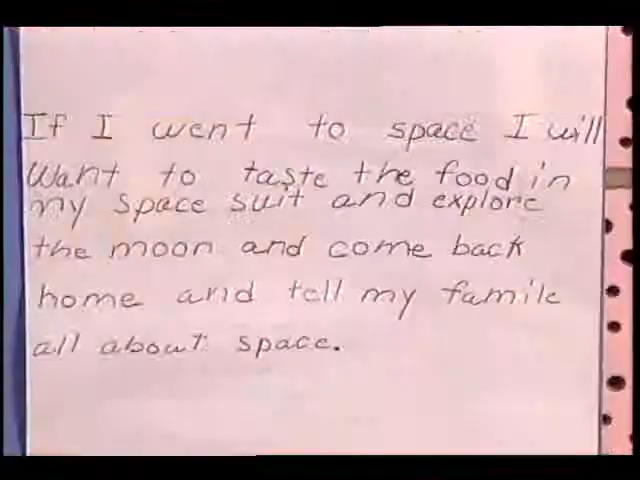 If I went to space I will
Want to taste the food in
my space suit and explore
the moon and come back
home and tell my famile
all about space.